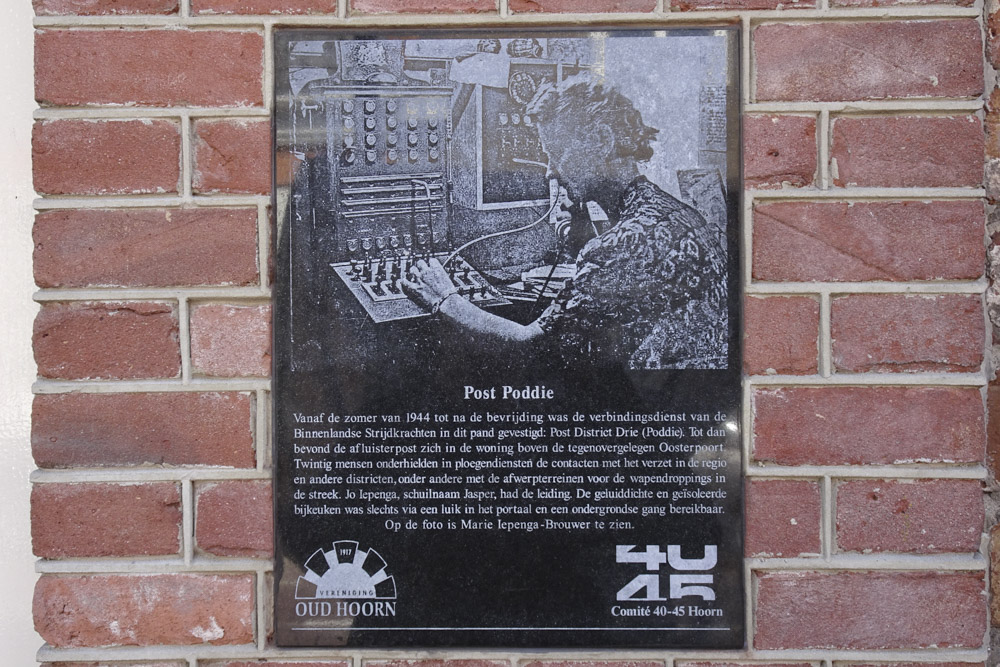 Post Poddie
Vanaf de zomer van 1944 tot na de bevrijding was de verbindingsdienst van de
Binnenlandse Strijdkrachten in dit pand gevestigd: Post District Drie (Poddie). Tot dan
bevond de afluisterpost zich in de woning boven de tegenovergelegen Oosterpoort.
Twintig mensen onderhielden in ploegendiensten de contacten met het verzet in de regio
en andere districten, onder andere met de afwerpterreinen voor de wapendroppings in
de streek. Jo Iepenga, schuilnaam Jasper, had de leiding. De geluiddichte en geïsoleerde
bijkeuken was slechts via een luik in het portaal en een ondergrondse gang bereikbaar.
Op de foto is Marie Iepenga-Brouwer te zien.
1917
VERENIGING
OUD HOORN
40
45
Comité 40-45 Hoorn